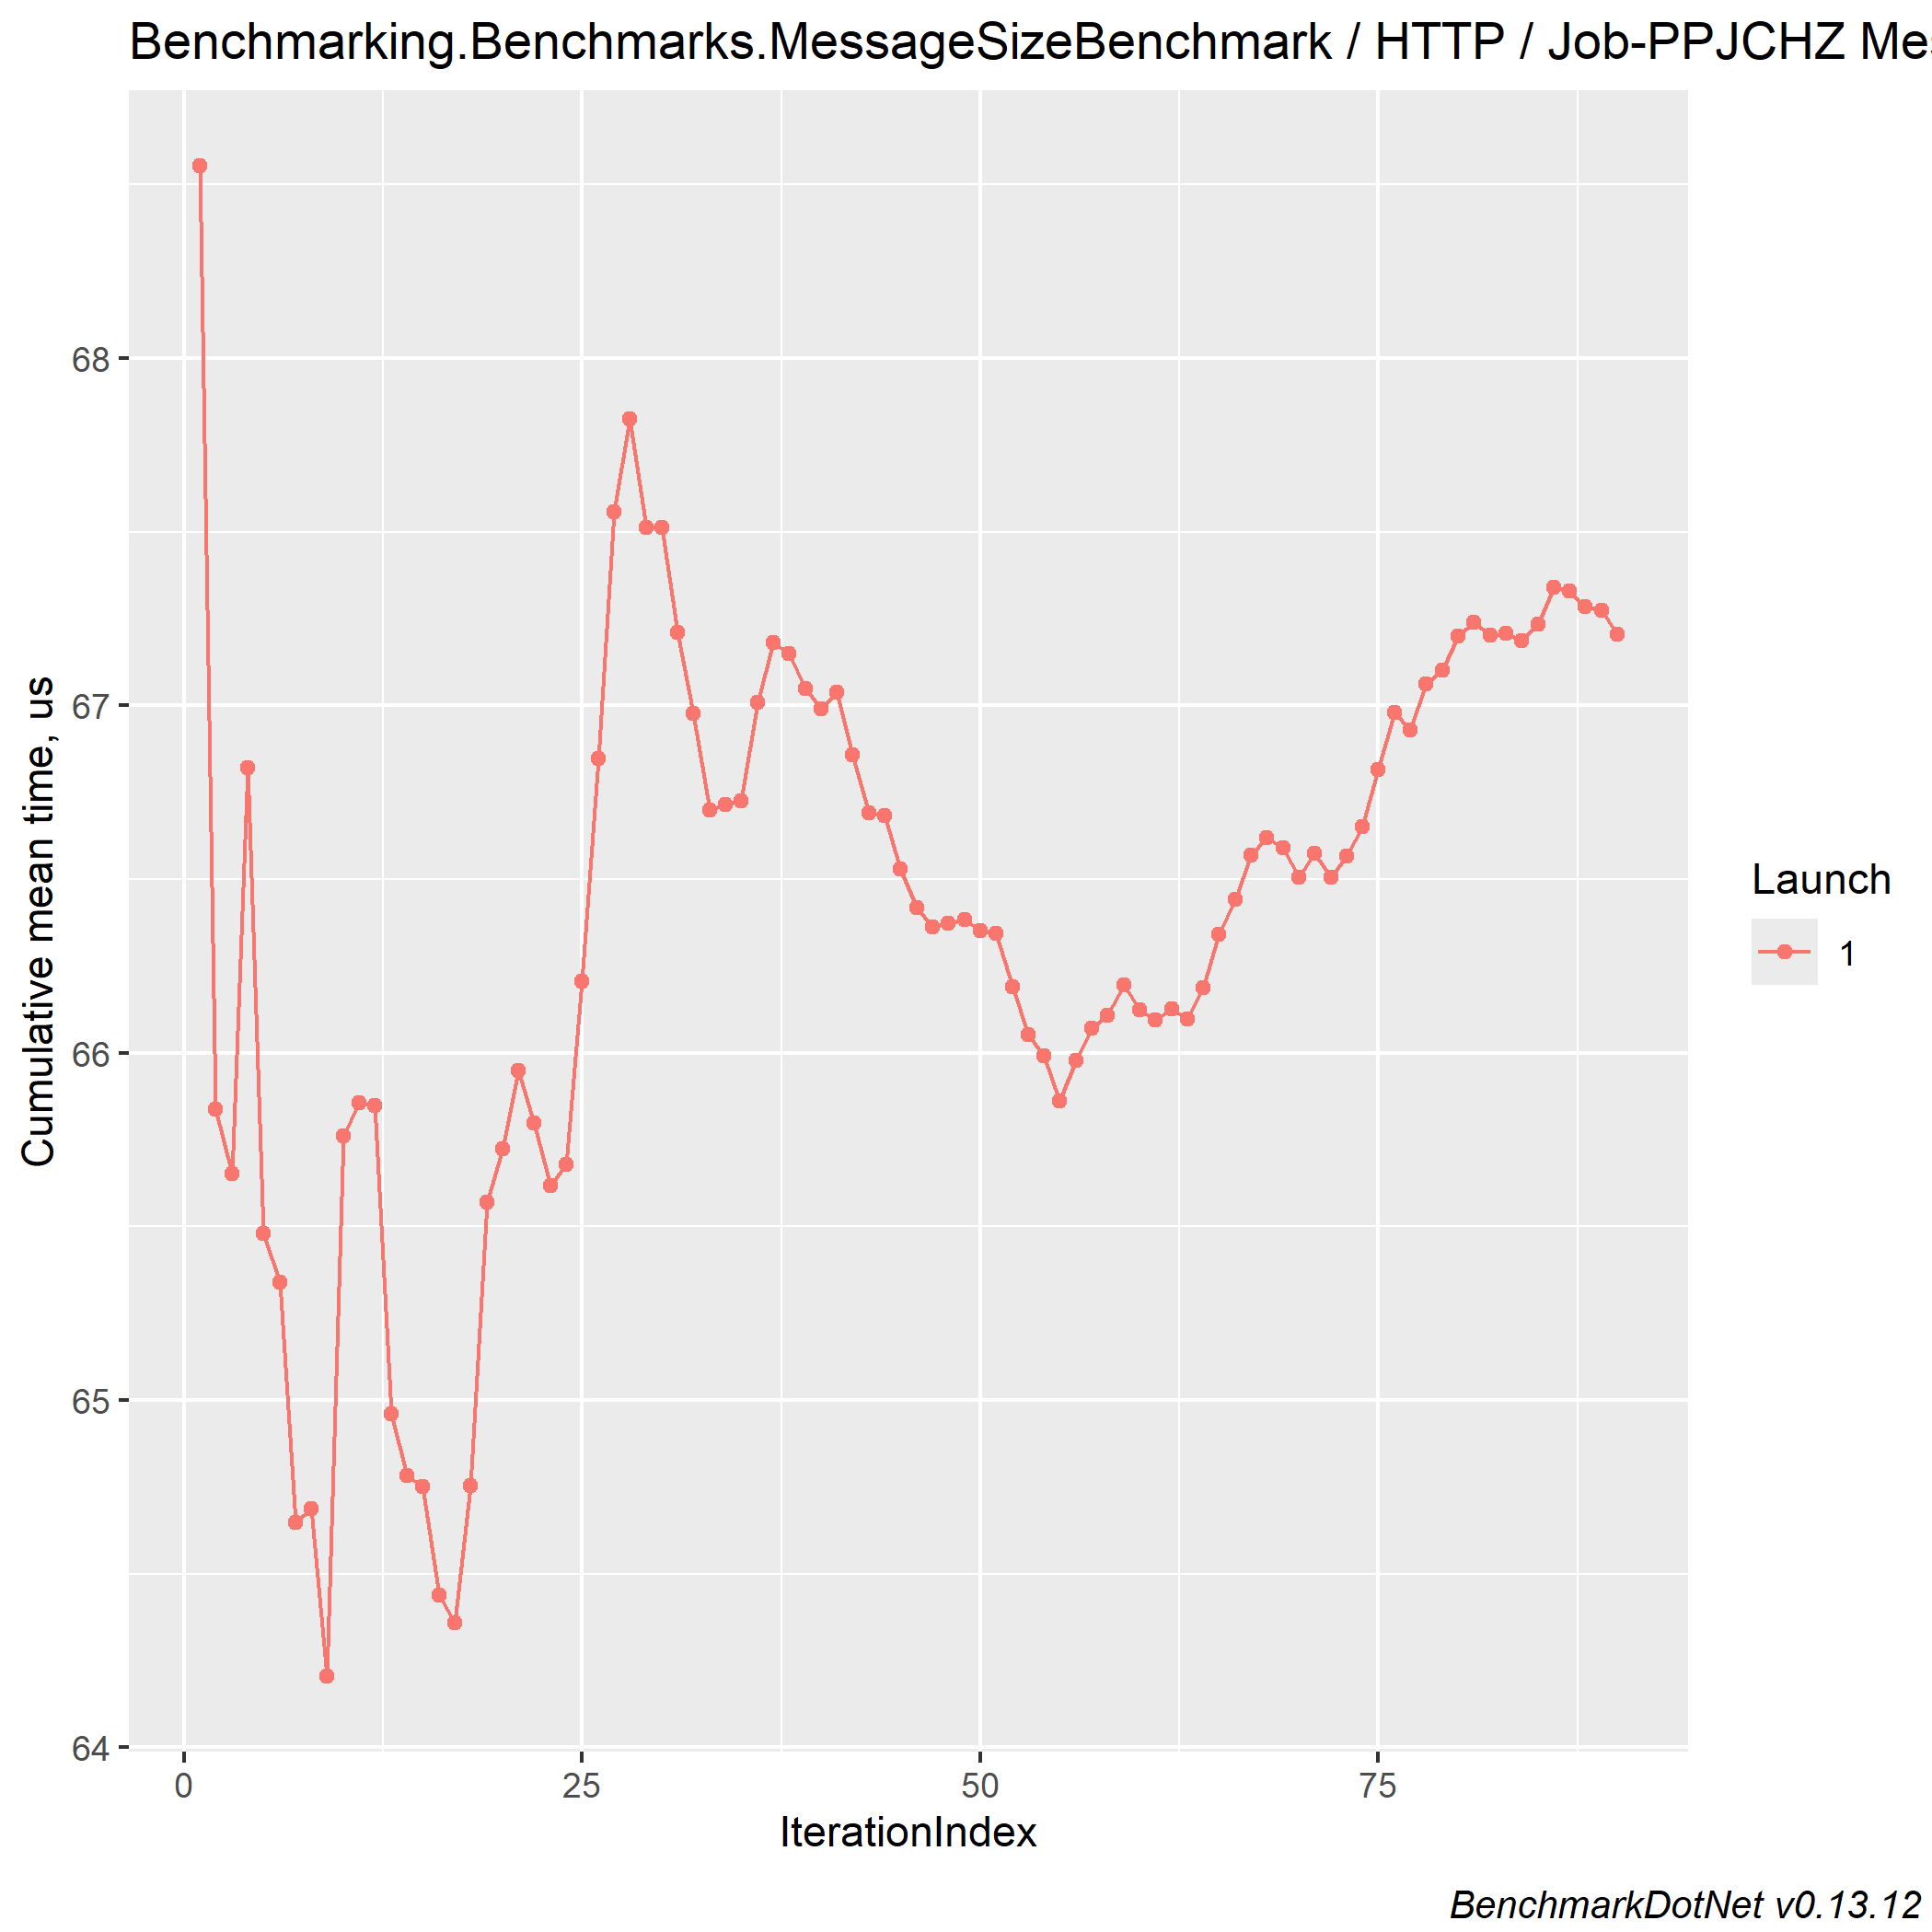 Benchmarking.Benchmarks.MessageSizeBenchmark / HTTP / Job-PPJCHZ Mes
68
67
66
65
64
Cumulative mean time, us
0 25 50 75
IterationIndex
Launch
1
BenchmarkDotNet v0.13.12